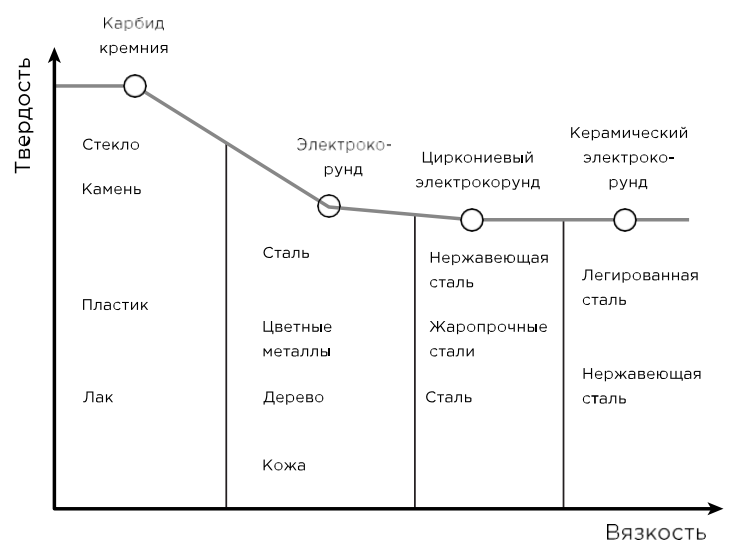 Карбид
кремния
Твердость
Стекло
Камень
Пластик
Лак
Электроко-
рунд
Сталь
Цветные
металлы
Дерево
Кожа
Циркониевый
электрокорунд
Нержавеющая
сталь
Жаропрочные
стали
Сталь
Керамический
электроко-
рунд
Легированная
сталь
Нержавеющая
сталь
Вязкость